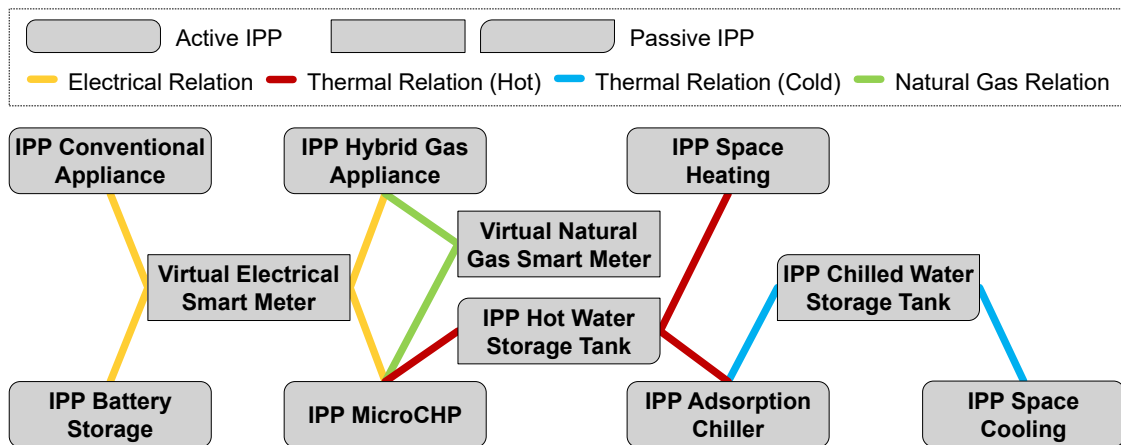 Active IPP
Passive IPP
Electrical Relation
Thermal Relation (Hot)
Thermal Relation (Cold)
Natural Gas Relation
IPP Conventional
Appliance
IPP Hybrid Gas
Appliance
IPP Space
Heating
Virtual Electrical
Smart Meter
Virtual Natural
Gas Smart Meter
IPP Hot Water
Storage Tank
IPP Chilled Water
Storage Tank
IPP Battery
Storage
IPP MicroCHP
IPP Adsorption
Chiller
IPP Space
Cooling